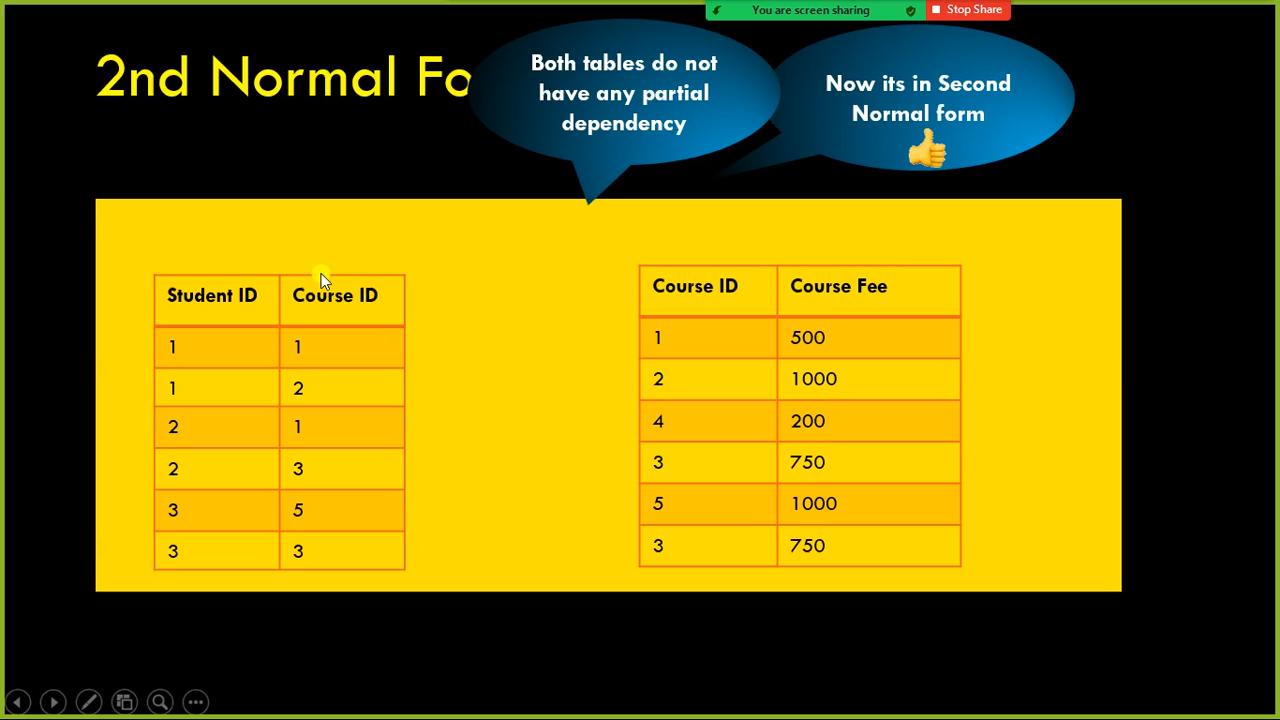 You are screen sharing
Stop Share
2nd Normal Fo
Both tables do not
have any partial
dependency
Now its in Second
Normal form
Student ID Course ID
1 1
1 2
2 1
2 3
3 5
3 3
Course ID Course Fee
1 500
2 1000
4 200
3 750
5 1000
3 750